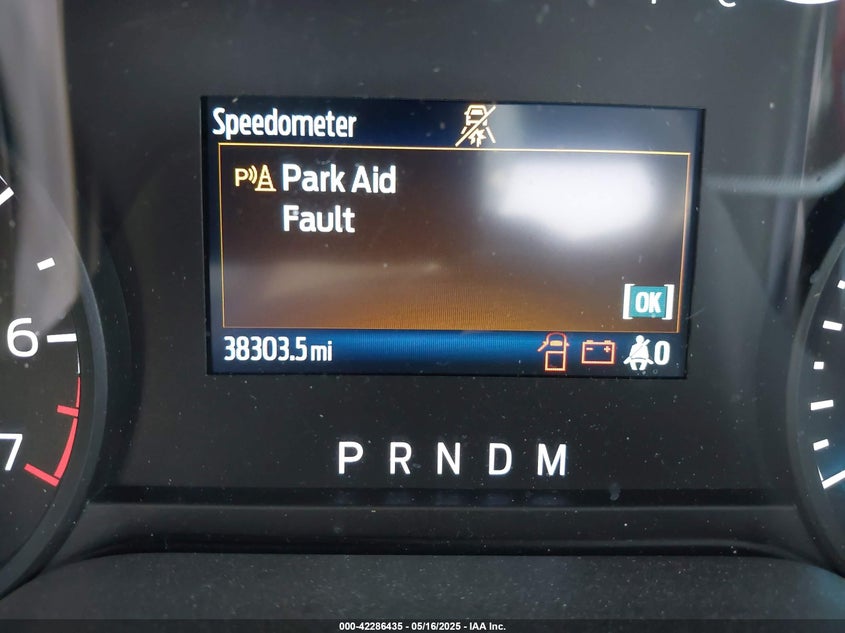 Speedometer
P Park Aid
Fault
[OK]
38303.5 mi
0
6
7
P R N D M
000-42286435 - 05/16/2025 - IAA Inc.